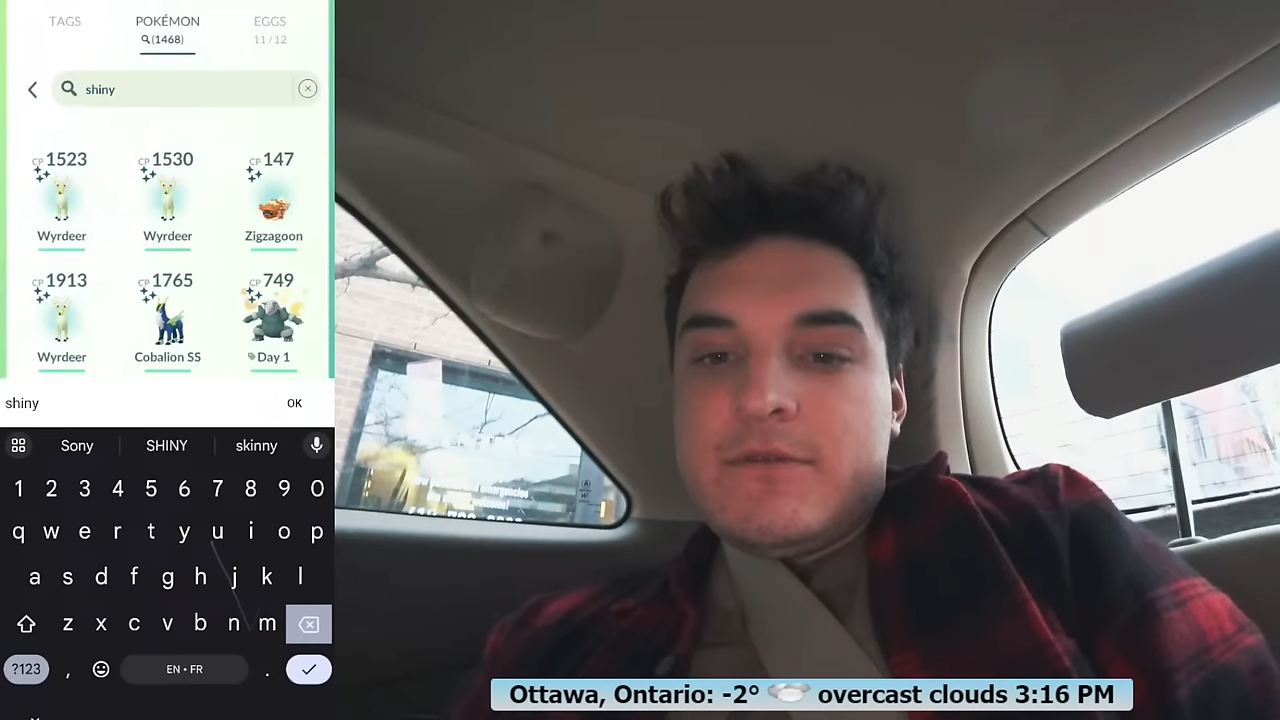 TAGS
POKÉMON
EGGS
(1468)
11 / 12
shiny
CP 1523
CP 1530
CP 147
Wyrdeer
Wyrdeer
Zigzagoon
CP 1913
CP 1765
CP 749
Wyrdeer
Cobalion SS
Day 1
shiny
OK
Sony
SHINY
skinny
1 2 3 4 5 6 7 8 9 0
q w e r t y u i o p
a s d f g h j k l
z x c v b n m
?123
,
EN • FR
.
Ottawa, Ontario: -2° overcast clouds 3:16 PM